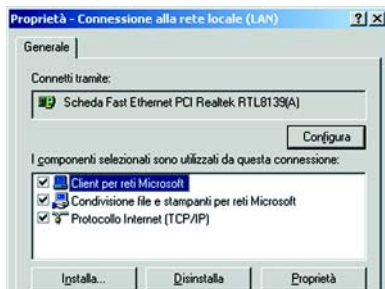 Proprietà - Connessione alla rete locale (LAN)
Generale
Connetti tramite:
Scheda Fast Ethernet PCI Realtek RTL8139(A)
Configura
I componenti selezionati sono utilizzati da questa connessione:
Client per reti Microsoft
Condivisione file e stampanti per reti Microsoft
Protocollo Internet (TCP/IP)
Installa... Disinstalla Proprietà